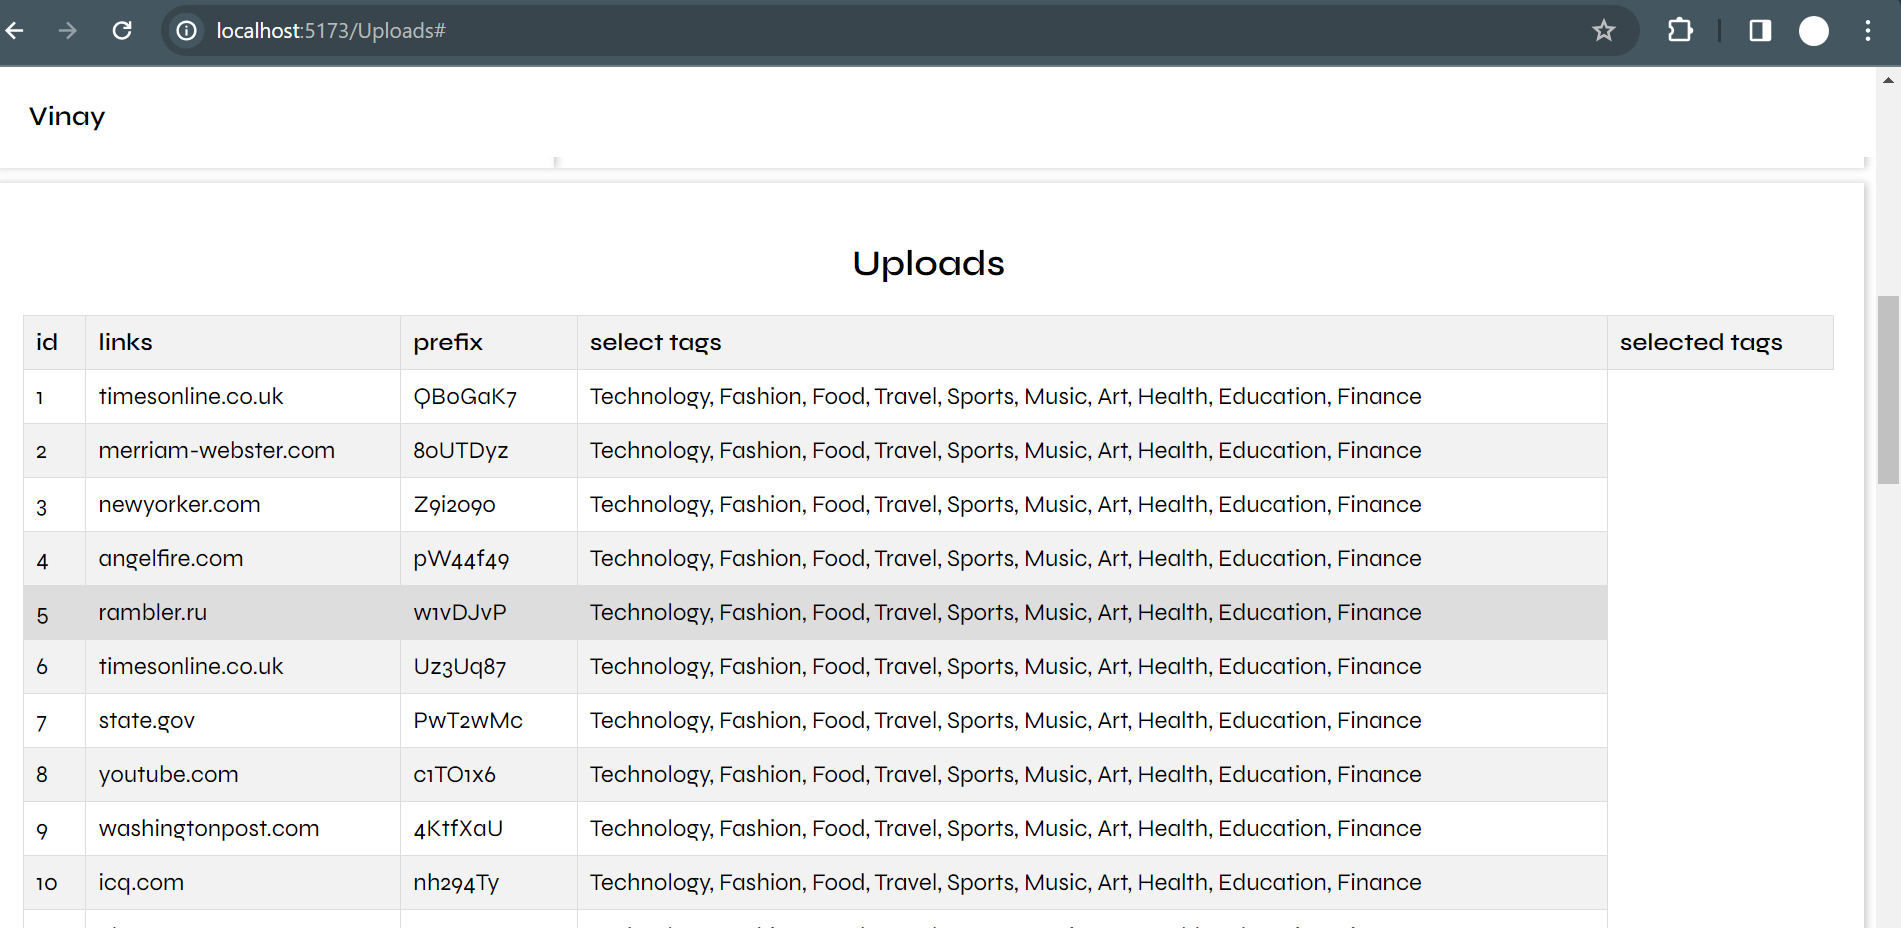 localhost:5173/Uploads#
Vinay
Uploads
id links prefix select tags selected tags
1 timesonline.co.uk QB0GaK7 Technology, Fashion, Food, Travel, Sports, Music, Art, Health, Education, Finance
2 merriam-webster.com 80UTDyz Technology, Fashion, Food, Travel, Sports, Music, Art, Health, Education, Finance
3 newyorker.com Z9i2090 Technology, Fashion, Food, Travel, Sports, Music, Art, Health, Education, Finance
4 angelfire.com pW44f49 Technology, Fashion, Food, Travel, Sports, Music, Art, Health, Education, Finance
5 rambler.ru w1vDJvP Technology, Fashion, Food, Travel, Sports, Music, Art, Health, Education, Finance
6 timesonline.co.uk Uz3Uq87 Technology, Fashion, Food, Travel, Sports, Music, Art, Health, Education, Finance
7 state.gov PwT2wMc Technology, Fashion, Food, Travel, Sports, Music, Art, Health, Education, Finance
8 youtube.com c1TO1x6 Technology, Fashion, Food, Travel, Sports, Music, Art, Health, Education, Finance
9 washingtonpost.com 4KtfXaU Technology, Fashion, Food, Travel, Sports, Music, Art, Health, Education, Finance
10 icq.com nh294Ty Technology, Fashion, Food, Travel, Sports, Music, Art, Health, Education, Finance